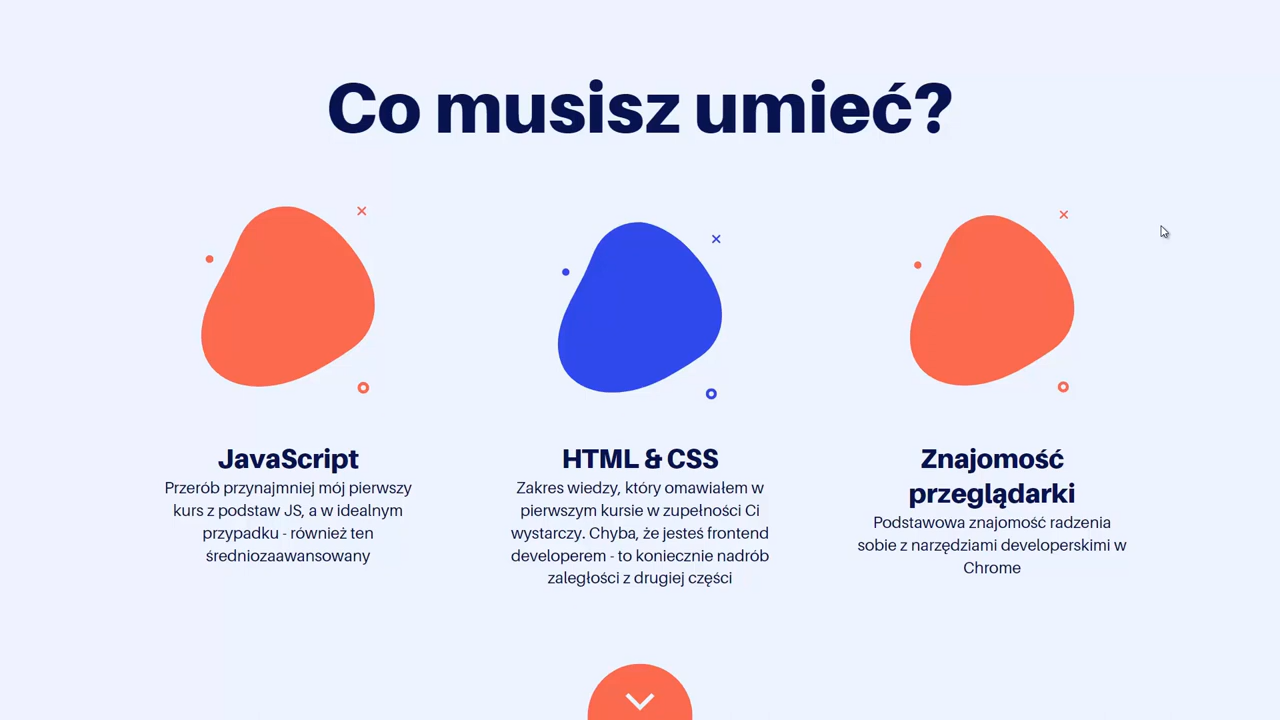 Co musisz umieć?
JavaScript
Przerób przynajmniej mój pierwszy
kurs z podstaw JS, a w idealnym
przypadku - również ten
średniozaawansowany
HTML & CSS
Zakres wiedzy, który omawiałem w
pierwszym kursie w zupełności Ci
wystarczy. Chyba, że jesteś frontend
developerem - to koniecznie nadrób
zaległości z drugiej części
Znajomość
przeglądarki
Podstawowa znajomość radzenia
sobie z narzędziami developerskimi w
Chrome